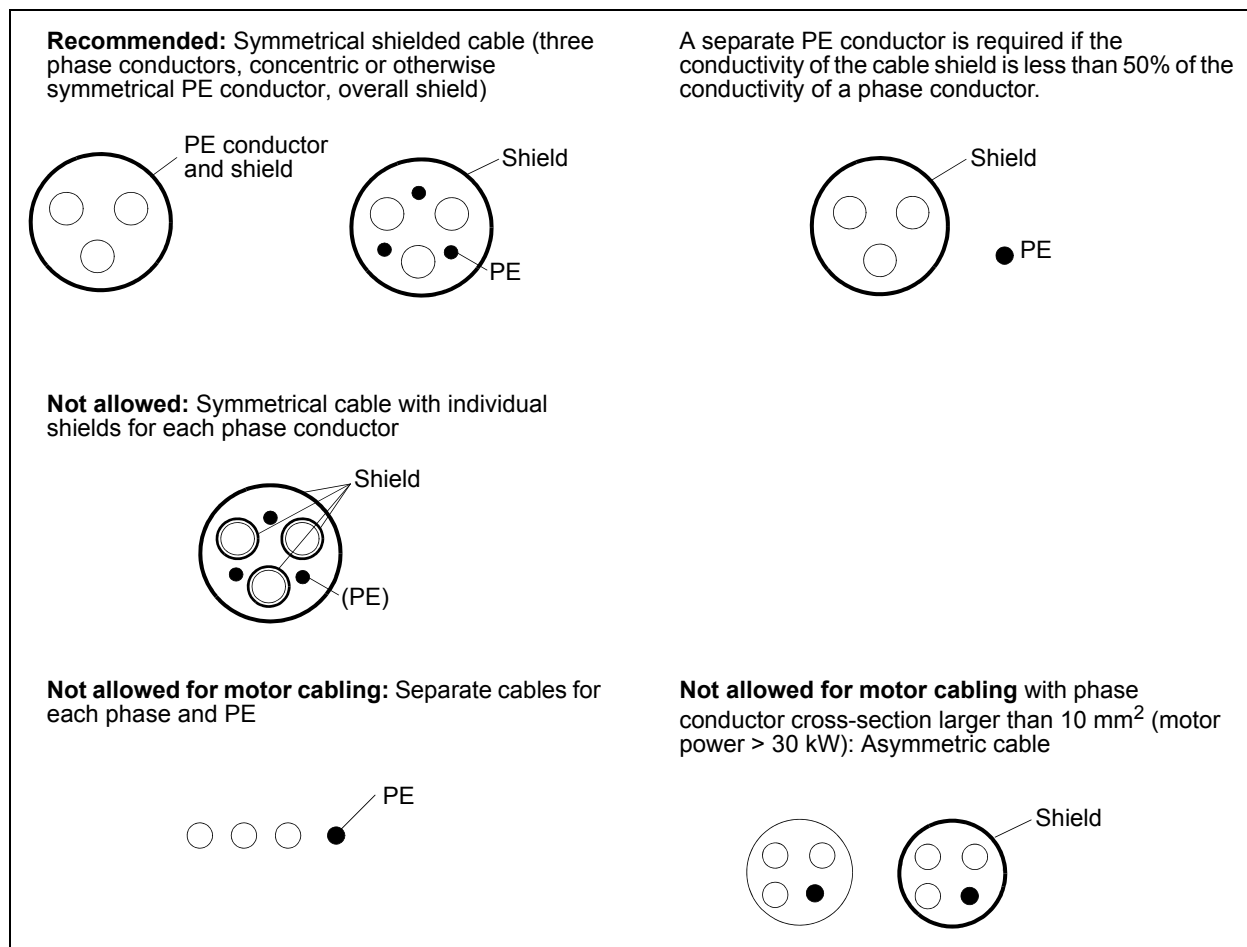 Recommended: Symmetrical shielded cable (three
phase conductors, concentric or otherwise
symmetrical PE conductor, overall shield)
PE conductor
and shield
Shield
PE
A separate PE conductor is required if the
conductivity of the cable shield is less than 50% of the
conductivity of a phase conductor.
Shield
PE
Not allowed: Symmetrical cable with individual
shields for each phase conductor
Shield
(PE)
Not allowed for motor cabling: Separate cables for
each phase and PE
PE
Not allowed for motor cabling with phase
conductor cross-section larger than 10 mm² (motor
power > 30 kW): Asymmetric cable
Shield